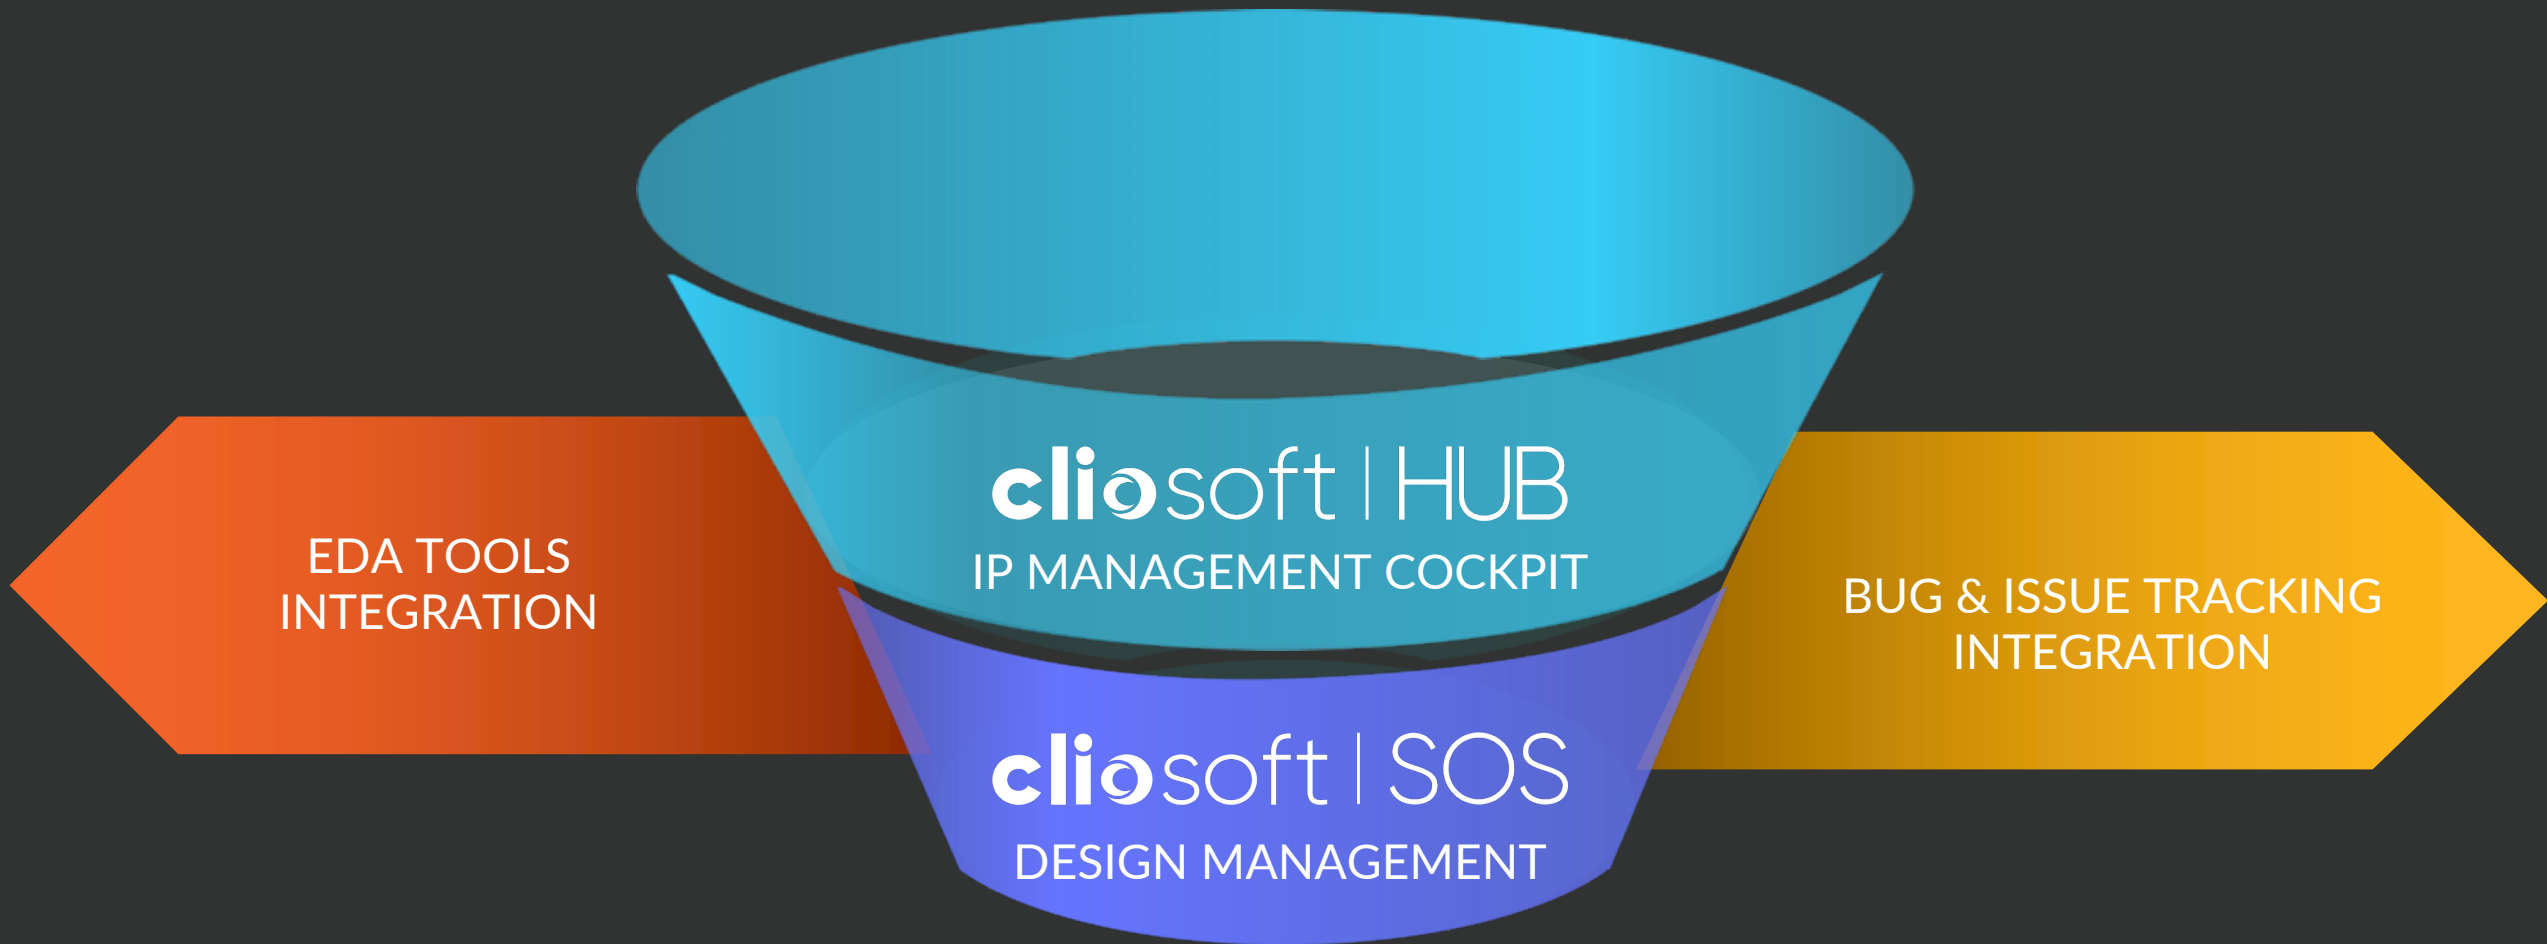 cliosoft | HUB
IP MANAGEMENT COCKPIT
EDA TOOLS
INTEGRATION
BUG & ISSUE TRACKING
INTEGRATION
cliosoft | SOS
DESIGN MANAGEMENT